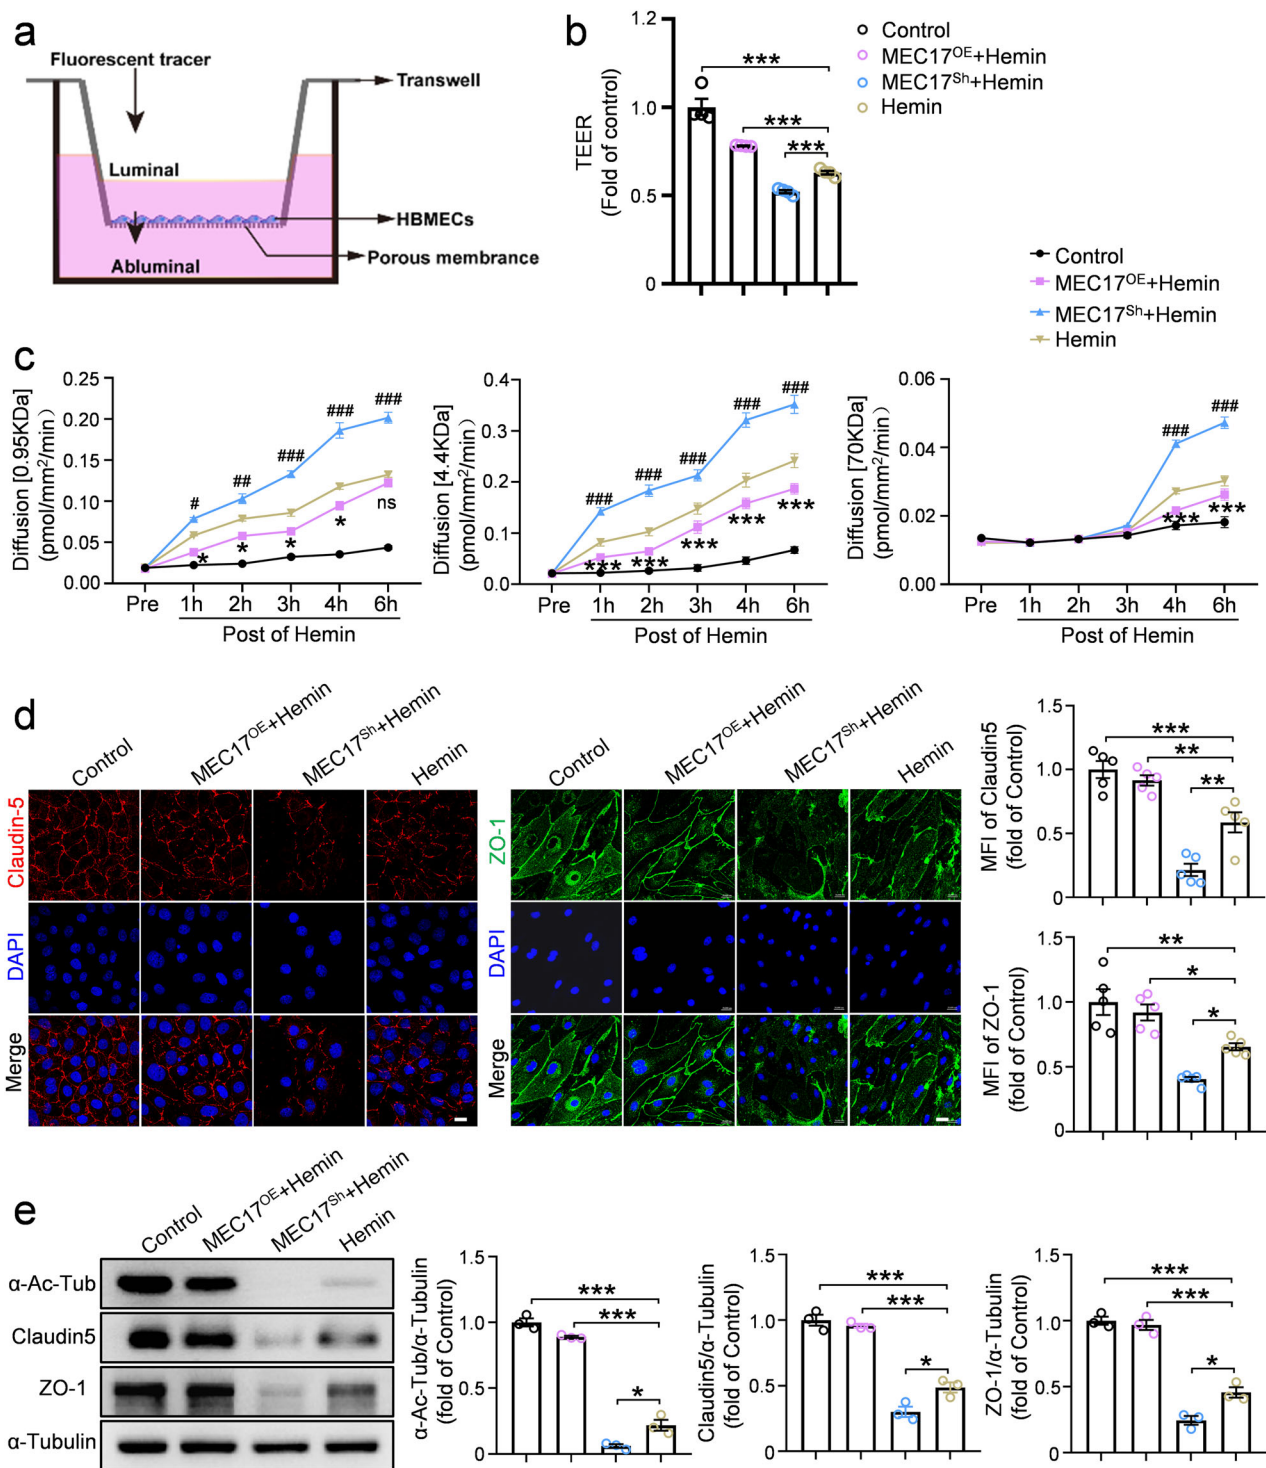 a
Fluorescent tracer
Transwell
Luminal
HBMECs
Porous membrance
Abluminal
b
TEER
(Fold of control)
1.2
1.0
0.5
0
***
***
***
Control
MEC17OE+Hemin
MEC17Sh+Hemin
Hemin
Control
MEC17OE+Hemin
MEC17Sh+Hemin
Hemin
c
Diffusion [0.95KDa]
(pmol/mm²/min)
0.25
0.20
0.15
0.10
0.05
0.00
#
##
###
###
###
*
*
*
*
ns
Pre 1h 2h 3h 4h 6h
Post of Hemin
Diffusion [4.4KDa]
(pmol/mm²/min)
0.4
0.3
0.2
0.1
0.0
###
###
###
###
###
***
***
***
***
***
Pre 1h 2h 3h 4h 6h
Post of Hemin
Diffusion [70KDa]
(pmol/mm²/min)
0.06
0.04
0.02
0.00
###
###
***
***
Pre 1h 2h 3h 4h 6h
Post of Hemin
d
Control
MEC17OE+Hemin
MEC17Sh+Hemin
Hemin
Claudin-5
DAPI
Merge
Control
MEC17OE+Hemin
MEC17Sh+Hemin
Hemin
ZO-1
DAPI
Merge
MFI of Claudin5
(fold of Control)
1.5
1.0
0.5
0
***
**
**
MFI of ZO-1
(fold of Control)
1.5
1.0
0.5
0
**
*
*
e
Control
MEC17OE+Hemin
MEC17Sh+Hemin
Hemin
α-Ac-Tub
Claudin5
ZO-1
α-Tubulin
α-Ac-Tub/α-Tubulin
(fold of Control)
1.5
1.0
0.5
0
***
***
*
Claudin5/α-Tubulin
(fold of Control)
1.5
1.0
0.5
0
***
***
*
ZO-1/α-Tubulin
(fold of Control)
1.5
1.0
0.5
0
***
***
*